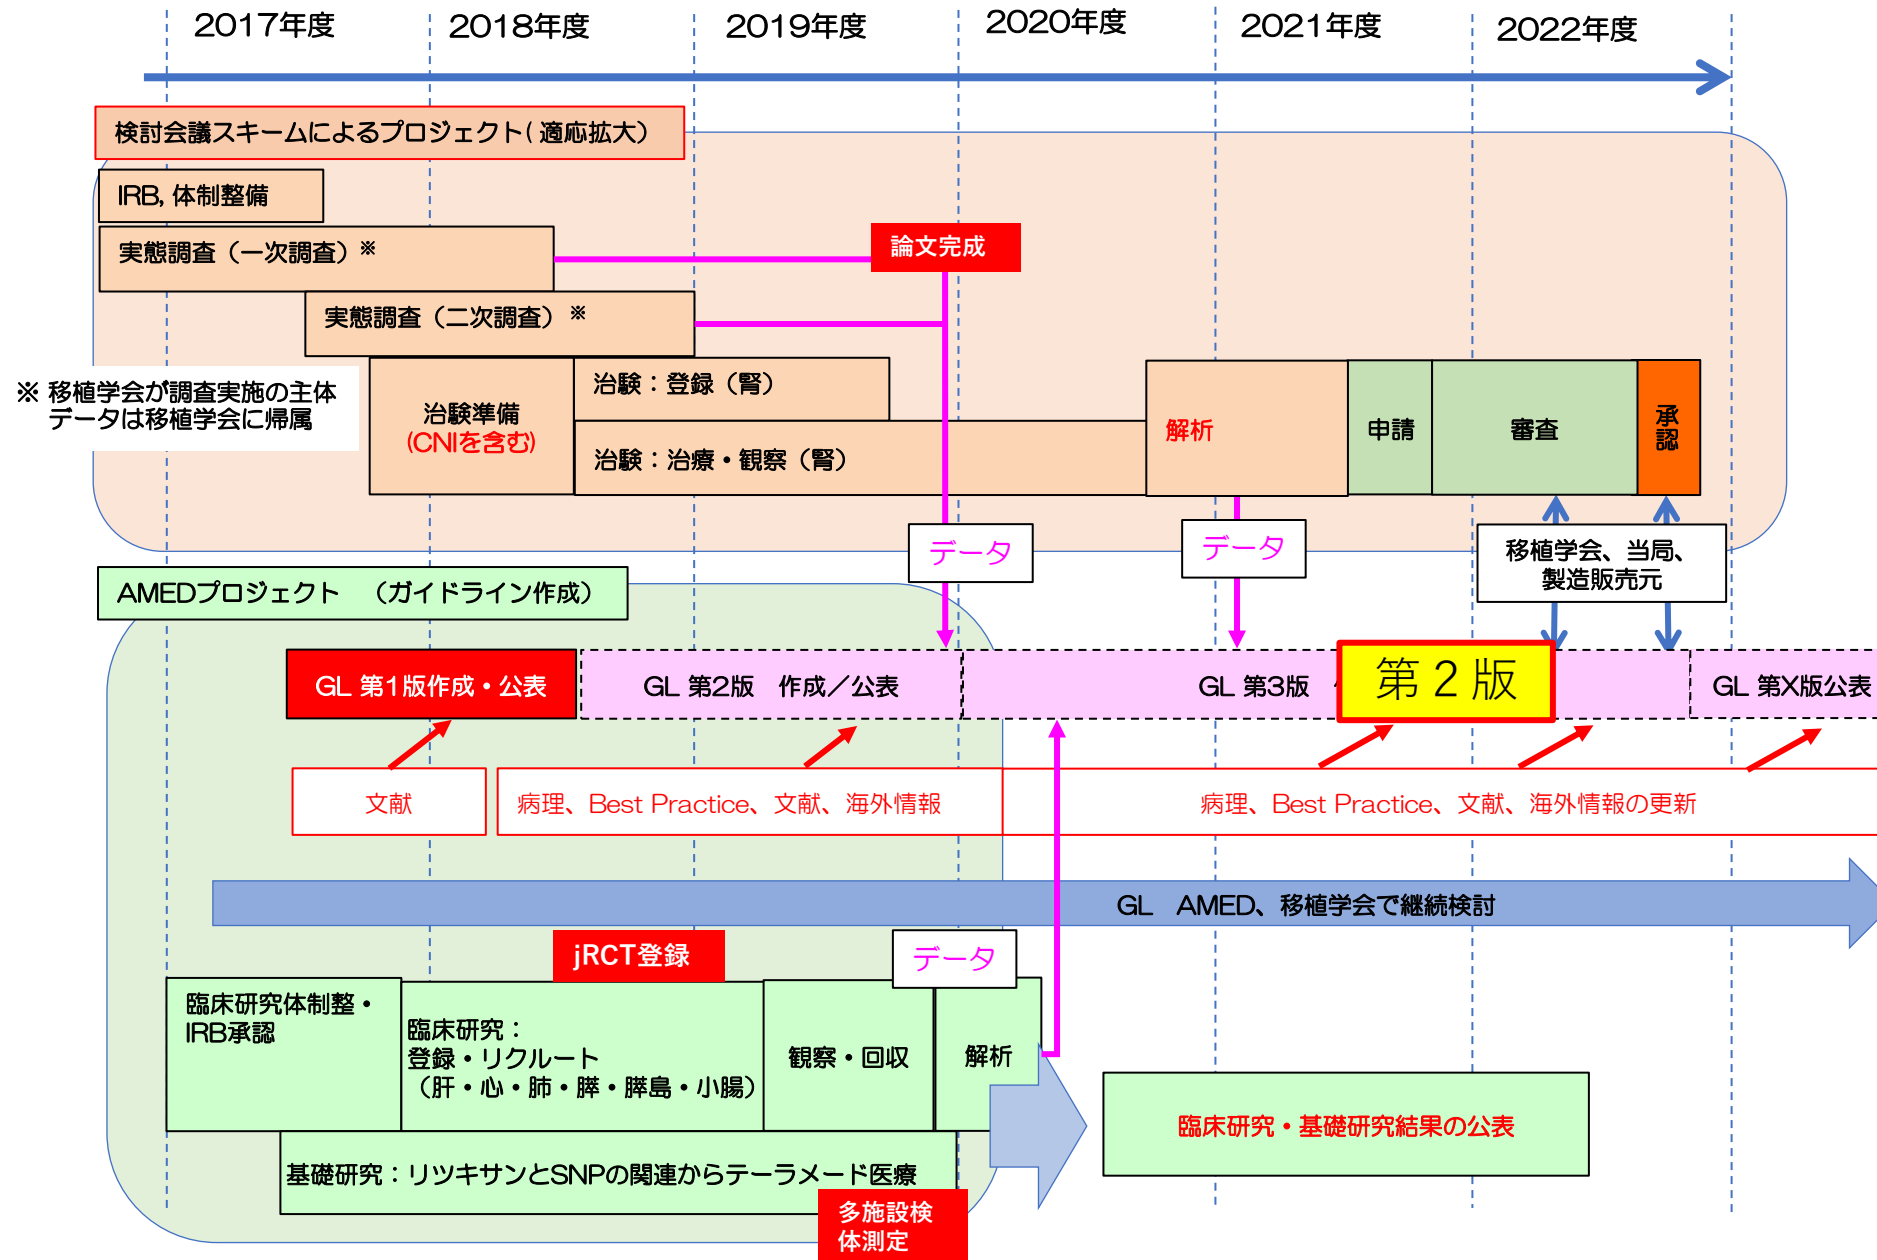 2017年度
2018年度
2019年度
2020年度
2021年度
2022年度
検討会議スキームによるプロジェクト(適応拡大)
IRB, 体制整備
実態調査（一次調査）※
論文完成
実態調査（二次調査）※
※ 移植学会が調査実施の主体
データは移植学会に帰属
治験準備
(CNIを含む)
治験：登録（腎）
治験：治療・観察（腎）
解析
申請
審査
承認
データ
データ
移植学会、当局、
製造販売元
AMEDプロジェクト　（ガイドライン作成）
GL 第1版作成・公表
GL 第2版　作成／公表
GL 第3版
第２版
GL 第X版公表
文献
病理、Best Practice、文献、海外情報
病理、Best Practice、文献、海外情報の更新
GL　AMED、移植学会で継続検討
jRCT登録
データ
臨床研究体制整・
IRB承認
臨床研究：
登録・リクルート
（肝・心・肺・膵・膵島・小腸）
観察・回収
解析
臨床研究・基礎研究結果の公表
基礎研究：リツキサンとSNPの関連からテーラメード医療
多施設検
体測定